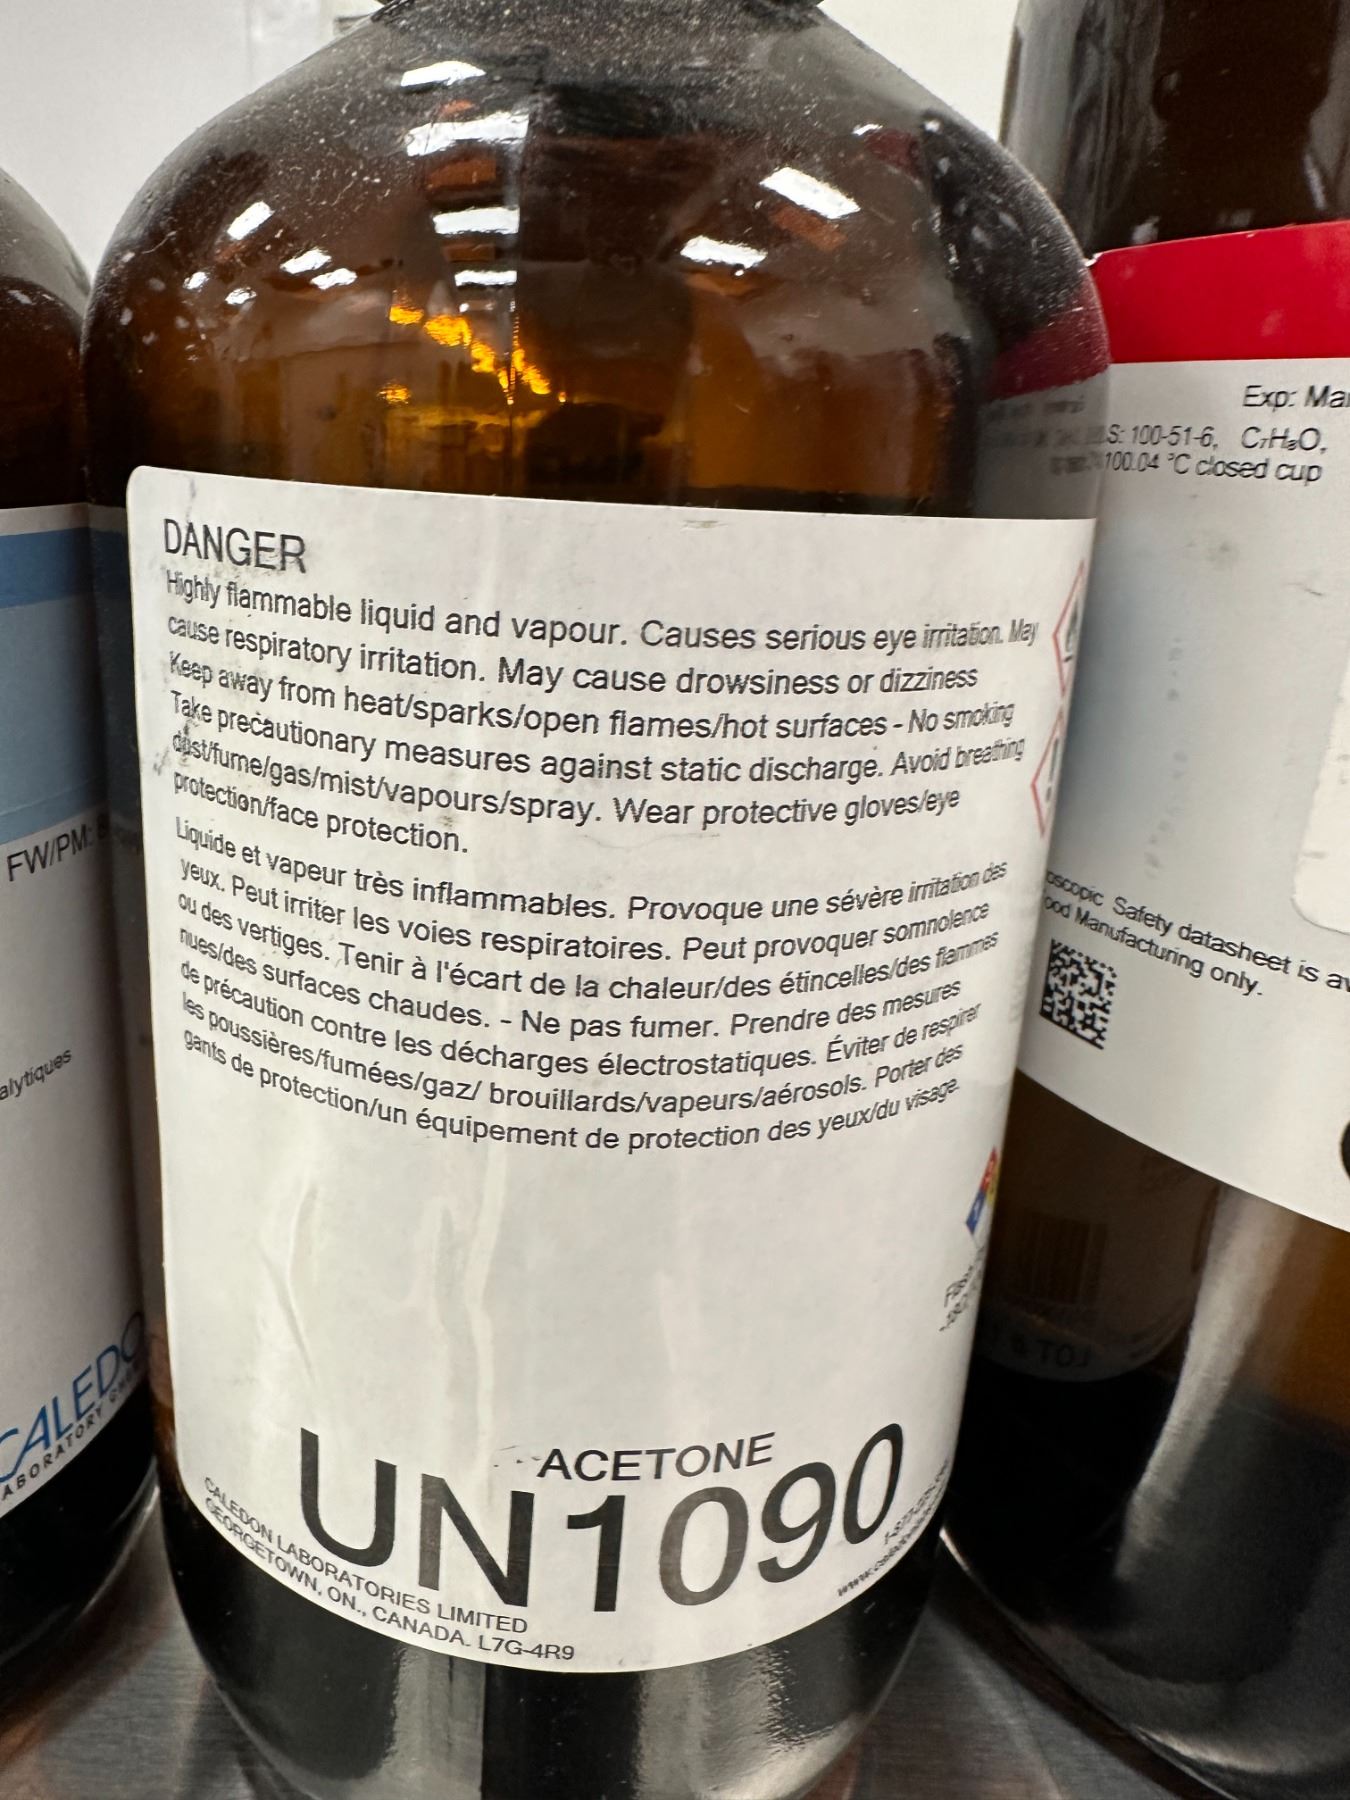 DANGER
Highly flammable liquid and vapour. Causes serious eye irritation. May
cause respiratory irritation. May cause drowsiness or dizziness
Keep away from heat/sparks/open flames/hot surfaces - No smoking
Take precautionary measures against static discharge. Avoid breathing
dust/fume/gas/mist/vapours/spray. Wear protective gloves/eye
protection/face protection.
Liquide et vapeur très inflammables. Provoque une sévère irritation des
yeux. Peut irriter les voies respiratoires. Peut provoquer somnolence
ou des vertiges. Tenir à l'écart de la chaleur/des étincelles/des flammes
nues/des surfaces chaudes. - Ne pas fumer. Prendre des mesures
de précaution contre les décharges électrostatiques. Éviter de respirer
les poussières/fumées/gaz/ brouillards/vapeurs/aérosols. Porter des
gants de protection/un équipement de protection des yeux/du visage.
ACETONE
UN1090
CALEDON LABORATORIES LIMITED
GEORGETOWN, ON., CANADA. L7G-4R9
FW/PM:
alytiques
CALEDO
Exp: Ma
S: 100-51-6, C₇H₈O,
100.04 °C closed cup
oscopic Safety datasheet is av
ood Manufacturing only.
LOT #